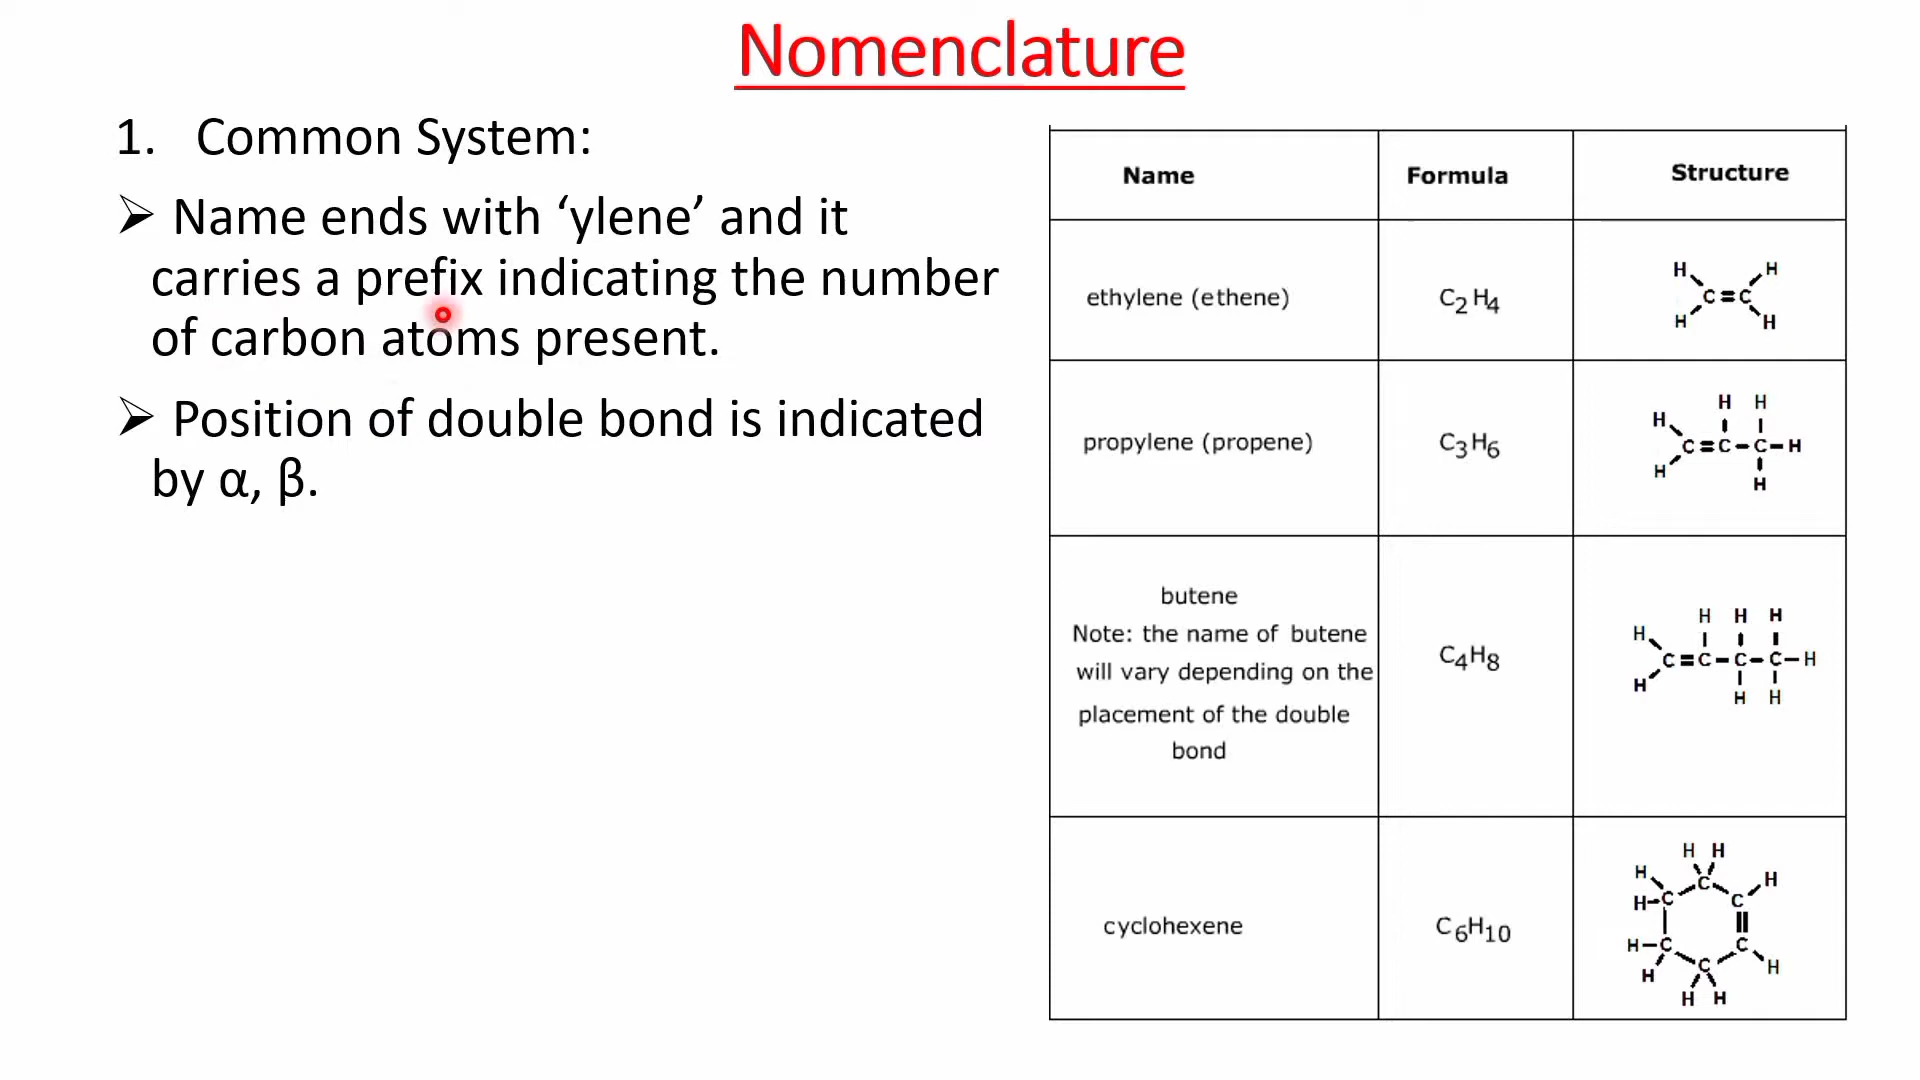 Nomenclature
1. Common System:
➢ Name ends with ‘ylene’ and it
carries a prefix indicating the number
of carbon atoms present.
➢ Position of double bond is indicated
by α, β.
Name Formula Structure
ethylene (ethene) C₂H₄
H H
C=C
H H
propylene (propene) C₃H₆
H H H
C=C-C-H
H H
butene
Note: the name of butene
will vary depending on the
placement of the double
bond
C₄H₈
H H H H
C=C-C-C-H
H H H
cyclohexene C₆H₁₀
H H
H C H
H-C C
H-C C
H C H
H H